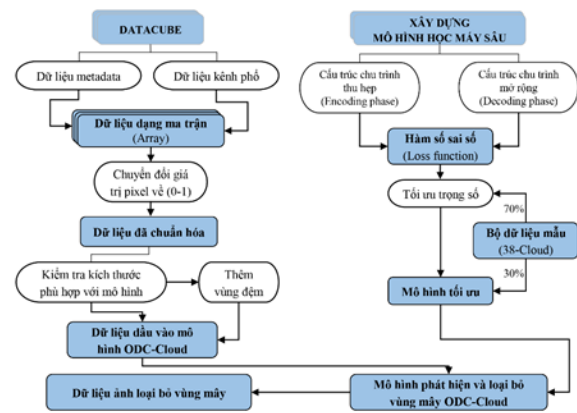 DATACUBE
Dữ liệu metadata
Dữ liệu kênh phổ
Dữ liệu dạng ma trận
(Array)
Chuyển đổi giá
trị pixel về (0-1)
Dữ liệu đã chuẩn hóa
Kiểm tra kích thước
phù hợp với mô hình
Thêm
vùng đệm
Dữ liệu đầu vào mô
hình ODC-Cloud
Dữ liệu ảnh loại bỏ vùng mây
XÂY DỰNG
MÔ HÌNH HỌC MÁY SÂU
Cấu trúc chu trình
thu hẹp
(Encoding phase)
Cấu trúc chu trình
mở rộng
(Decoding phase)
Hàm số sai số
(Loss function)
Tối ưu trọng số
70%
Bộ dữ liệu mẫu
(38-Cloud)
30%
Mô hình tối ưu
Mô hình phát hiện và loại bỏ
vùng mây ODC-Cloud